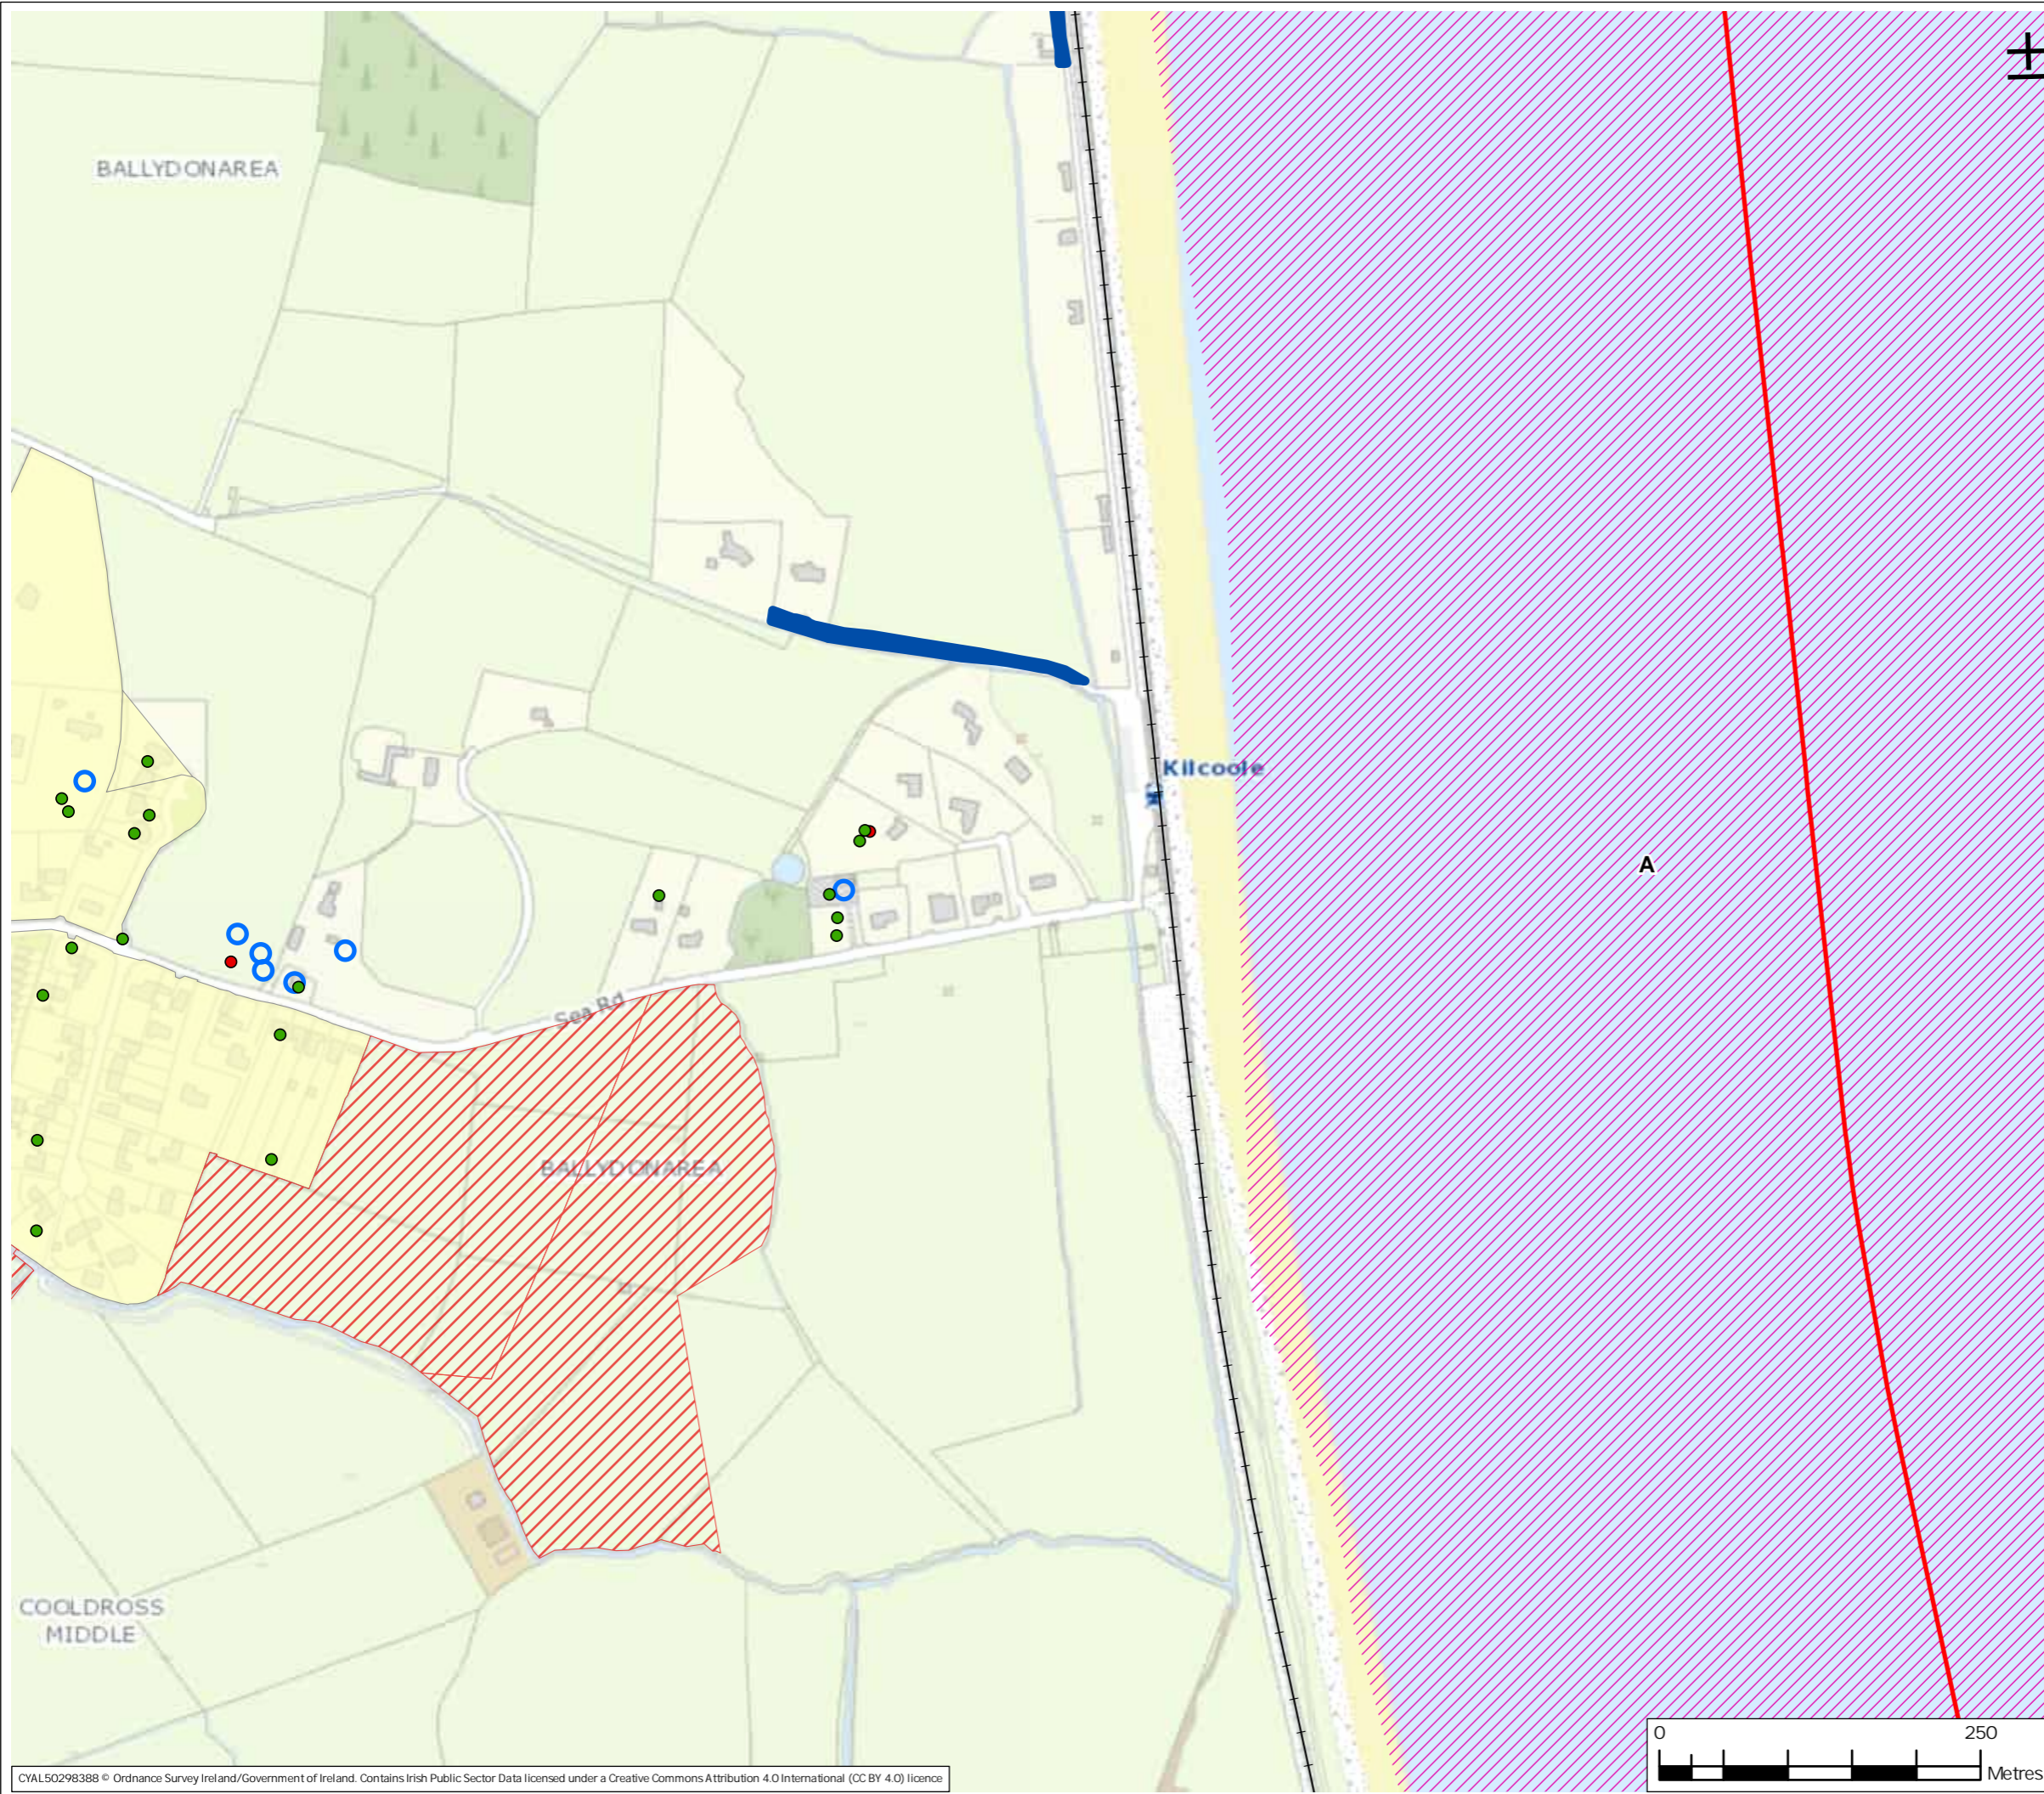 BALLYDONAREA
Kilcoole
A
Sea Rd
BALLYDONAREA
COOLDROSS
MIDDLE
0 250
Metres
CYAL50298388 © Ordnance Survey Ireland/Government of Ireland. Contains Irish Public Sector Data licensed under a Creative Commons Attribution 4.0 International (CC BY 4.0) licence